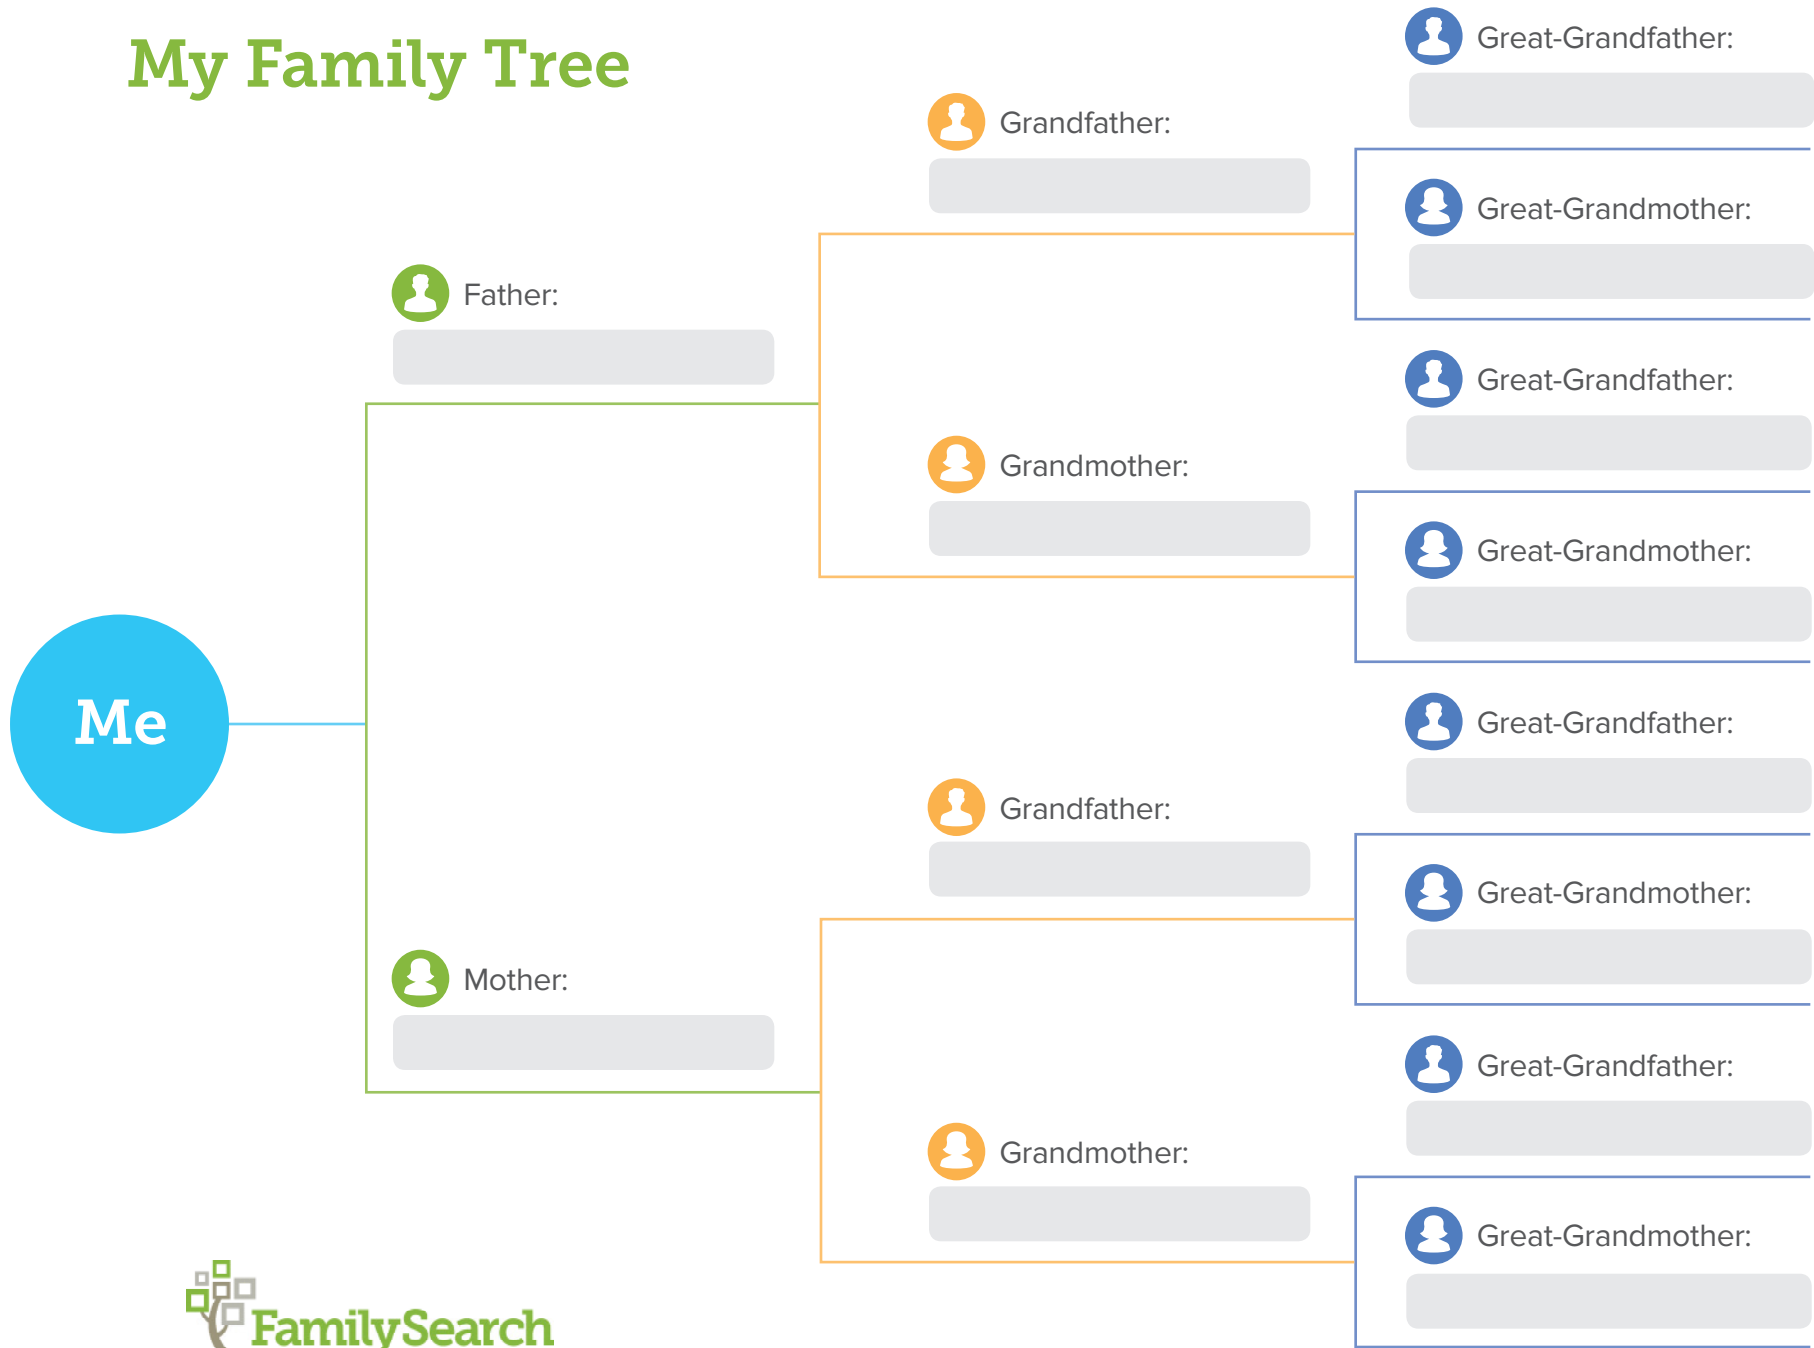 My Family Tree
Great-Grandfather:
Grandfather:
Great-Grandmother:
Father:
Great-Grandfather:
Grandmother:
Great-Grandmother:
Me
Great-Grandfather:
Grandfather:
Great-Grandmother:
Mother:
Great-Grandfather:
Grandmother:
Great-Grandmother:
FamilySearch